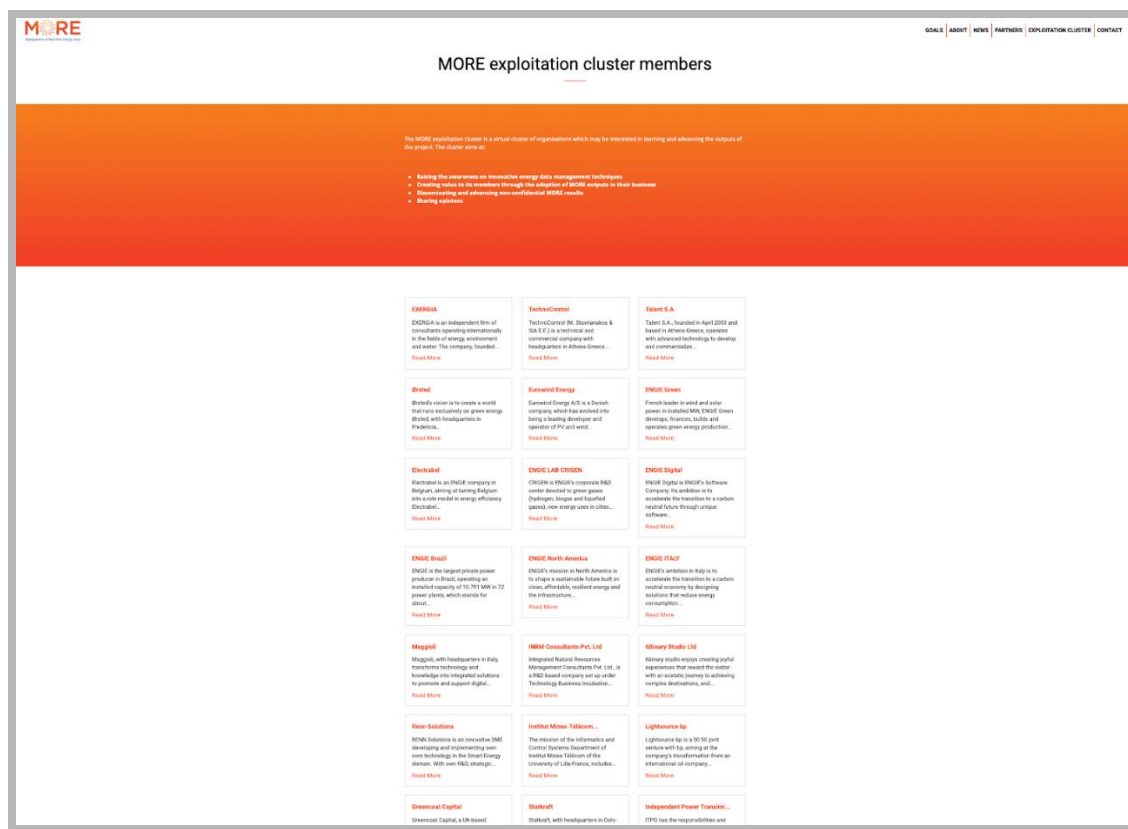 MORE
Management of Real-time Energy Data
GOALS ABOUT NEWS PARTNERS EXPLOITATION CLUSTER CONTACT
MORE exploitation cluster members
The MORE exploitation cluster is a virtual cluster of organisations which may be interested in learning and advancing the outputs of
the project. The cluster aims at:
Raising the awareness on innovative energy data management techniques
Creating value to its members through the adoption of MORE outputs in their business
Disseminating and advancing non-confidential MORE results
Sharing opinions
EXERGIA
EXERGIA is an independent firm of
consultants operating internationally
in the fields of energy, environment
and water. The company, founded...
Read More
TechnoControl
TechnoControl (M. Stavrianakos &
SIA E.E.) is a technical and
commercial company with
headquarters in Athens-Greece...
Read More
Talent S.A.
Talent S.A., founded in April 2003 and
based in Athens-Greece, operates
with advanced technology to develop
and commercialize...
Read More
Ørsted
Ørsted's vision is to create a world
that runs exclusively on green energy.
Ørsted, with headquarters in
Fredericia...
Read More
Eurowind Energy
Eurowind Energy A/S is a Danish
company, which has evolved into
being a leading developer and
operator of PV and wind...
Read More
ENGIE Green
French leader in wind and solar
power in installed MW, ENGIE Green
develops, finances, builds and
operates green energy production...
Read More
Electrabel
Electrabel is an ENGIE company in
Belgium, aiming at turning Belgium
into a role model in energy efficiency.
Electrabel...
Read More
ENGIE LAB CRIGEN
CRIGEN is ENGIE's corporate R&D
center devoted to green gases
(hydrogen, biogas and liquefied
gases), new energy uses in cities...
Read More
ENGIE Digital
ENGIE Digital is ENGIE's Software
Company. Its ambition is to
accelerate the transition to a carbon
neutral future through unique
software...
Read More
ENGIE Brazil
ENGIE is the largest private power
producer in Brazil, operating an
installed capacity of 10.791 MW in 72
power plants, which stands for
about...
Read More
ENGIE North America
ENGIE's mission in North America is
to shape a sustainable future built on
clean, affordable, resilient energy and
the infrastructure...
Read More
ENGIE ITALY
ENGIE's ambition in Italy is to
accelerate the transition to a carbon
neutral economy by designing
solutions that reduce energy
consumption...
Read More
Maggioli
Maggioli, with headquarters in Italy,
transforms technology and
knowledge into integrated solutions
to promote and support digital...
Read More
INRM Consultants Pvt. Ltd
Integrated Natural Resources
Management Consultants Pvt. Ltd., is
a R&D based company set up under
Technology Business Incubation...
Read More
6Binary Studio Ltd
6binary studio enjoys creating joyful
experiences that reward the visitor
with an ecstatic journey to achieving
complex destinations, and...
Read More
Renn Solutions
RENN Solutions is an innovative SME
developing and implementing own
core technology in the Smart Energy
domain. With own R&D, strategic...
Read More
Institut Mines-Télécom...
The mission of the Informatics and
Control Systems Department of
Institut Mines-Télécom of the
University of Lille-France, includes...
Read More
Lightsource bp
Lightsource bp is a 50:50 joint
venture with bp, aiming at the
company's transformation from an
international oil company...
Read More
Greencoat Capital
Greencoat Capital, a UK-based
Statkraft
Statkraft, with headquarters in Oslo-
Independent Power Transmi...
ITPO has the responsibilities and